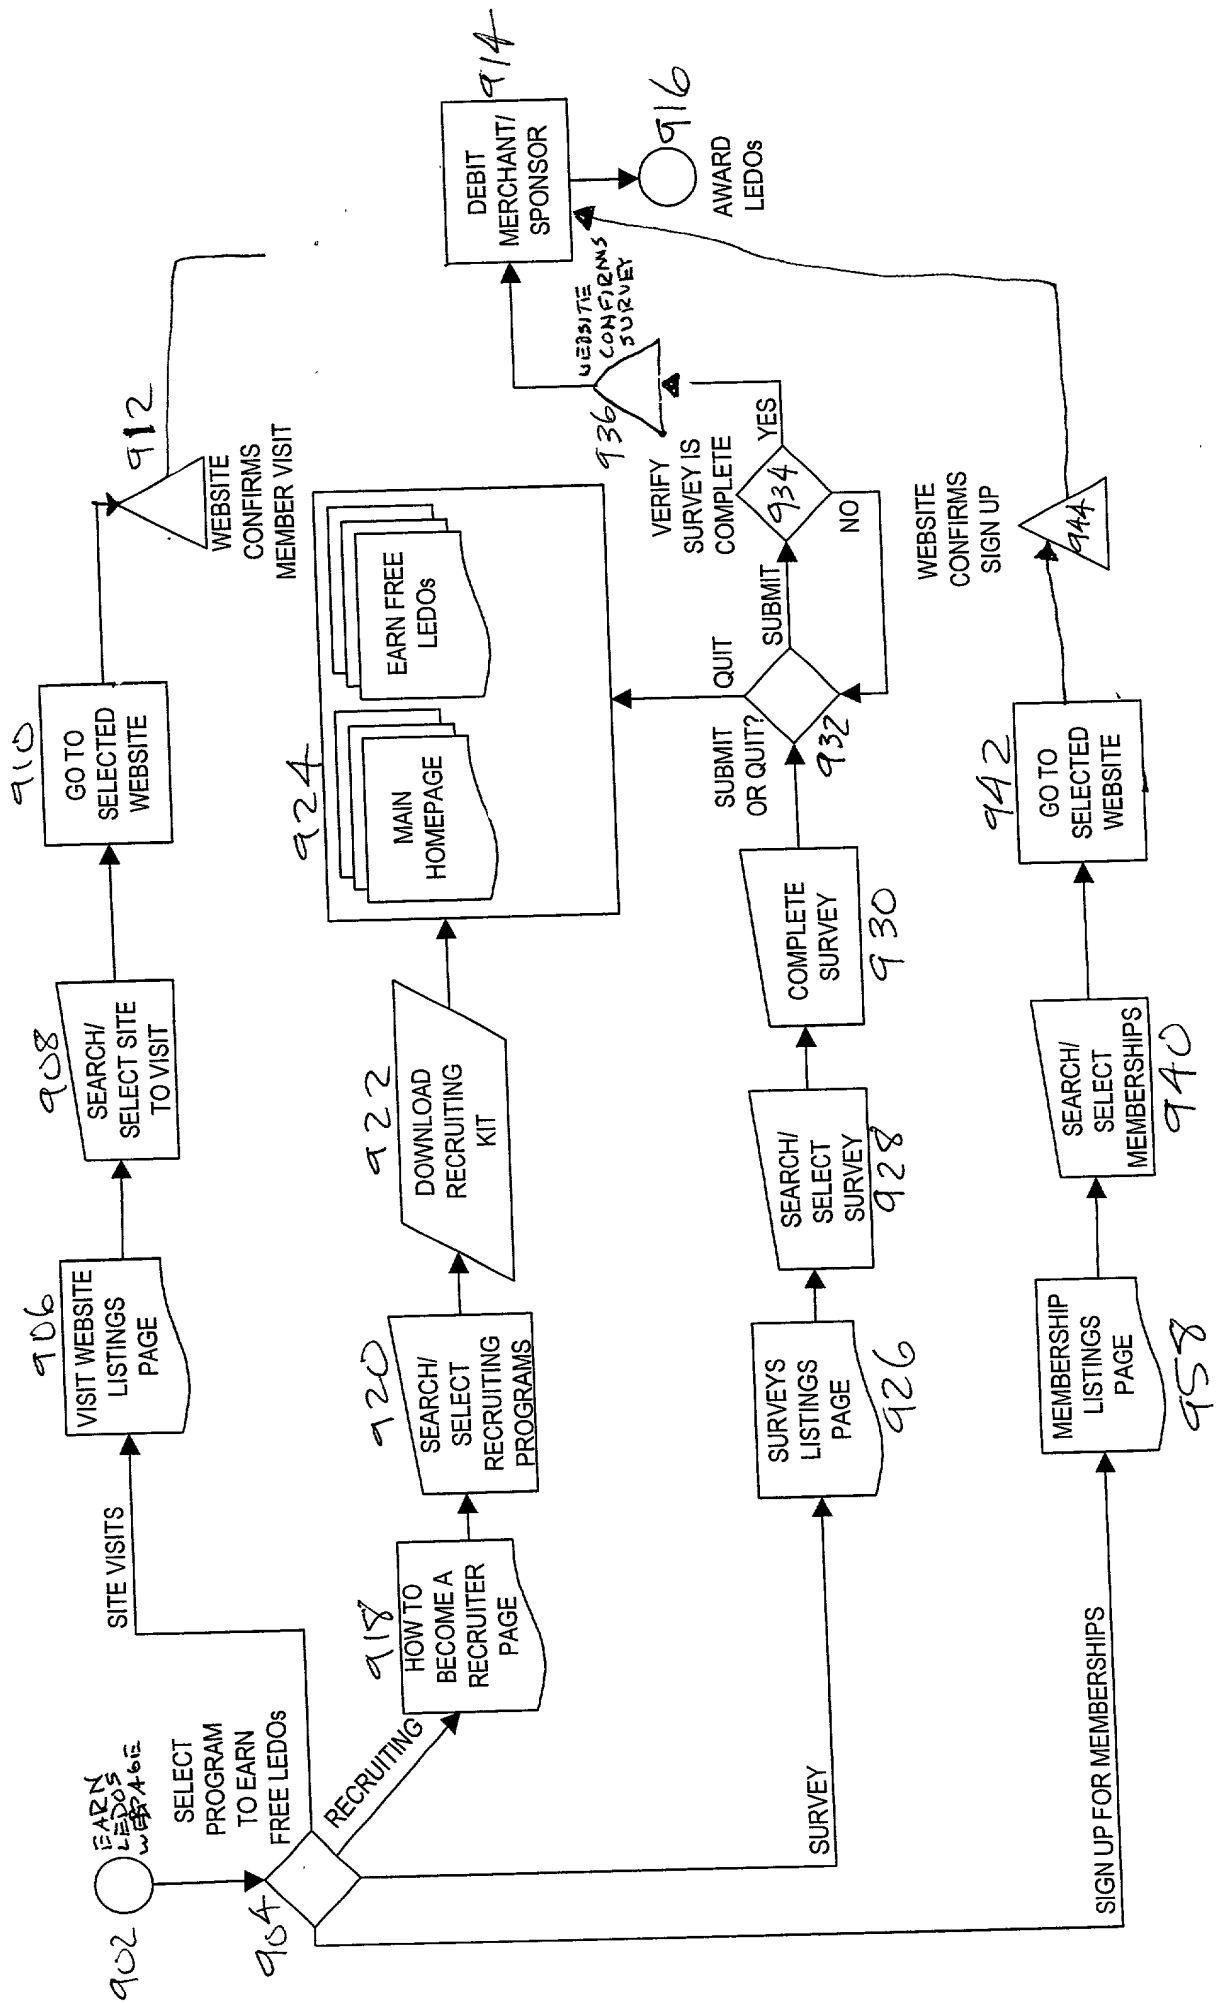 902
EARN
LEDOS
WEBPAGE
904
SELECT
PROGRAM
TO EARN
FREE LEDOs
SITE VISITS
906
VISIT WEBSITE
LISTINGS
PAGE
908
SEARCH/
SELECT SITE
TO VISIT
910
GO TO
SELECTED
WEBSITE
912
WEBSITE
CONFIRMS
MEMBER VISIT
RECRUITING
918
HOW TO
BECOME A
RECRUITER
PAGE
920
SEARCH/
SELECT
RECRUITING
PROGRAMS
922
DOWNLOAD
RECRUITING
KIT
924
MAIN
HOMEPAGE
EARN FREE
LEDOs
914
DEBIT
MERCHANT/
SPONSOR
916
AWARD
LEDOs
SURVEY
SURVEYS
LISTINGS
PAGE
926
SEARCH/
SELECT
SURVEY
928
COMPLETE
SURVEY
930
SUBMIT
OR QUIT?
932
QUIT
SUBMIT
VERIFY
SURVEY IS
COMPLETE
934
YES
NO
936
WEBSITE
CONFIRMS
SURVEY
SIGN UP FOR MEMBERSHIPS
MEMBERSHIP
LISTINGS
PAGE
958
SEARCH/
SELECT
MEMBERSHIPS
940
942
GO TO
SELECTED
WEBSITE
WEBSITE
CONFIRMS
SIGN UP
944